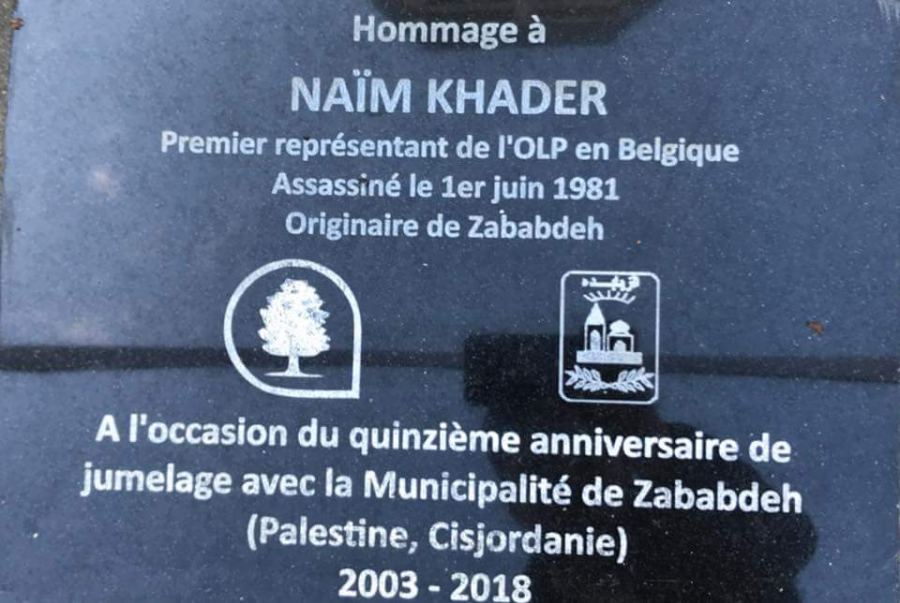 Hommage à
NAÏM KHADER
Premier représentant de l'OLP en Belgique
Assassiné le 1er juin 1981
Originaire de Zababdeh
A l'occasion du quinzième anniversaire de
jumelage avec la Municipalité de Zababdeh
(Palestine, Cisjordanie)
2003 - 2018